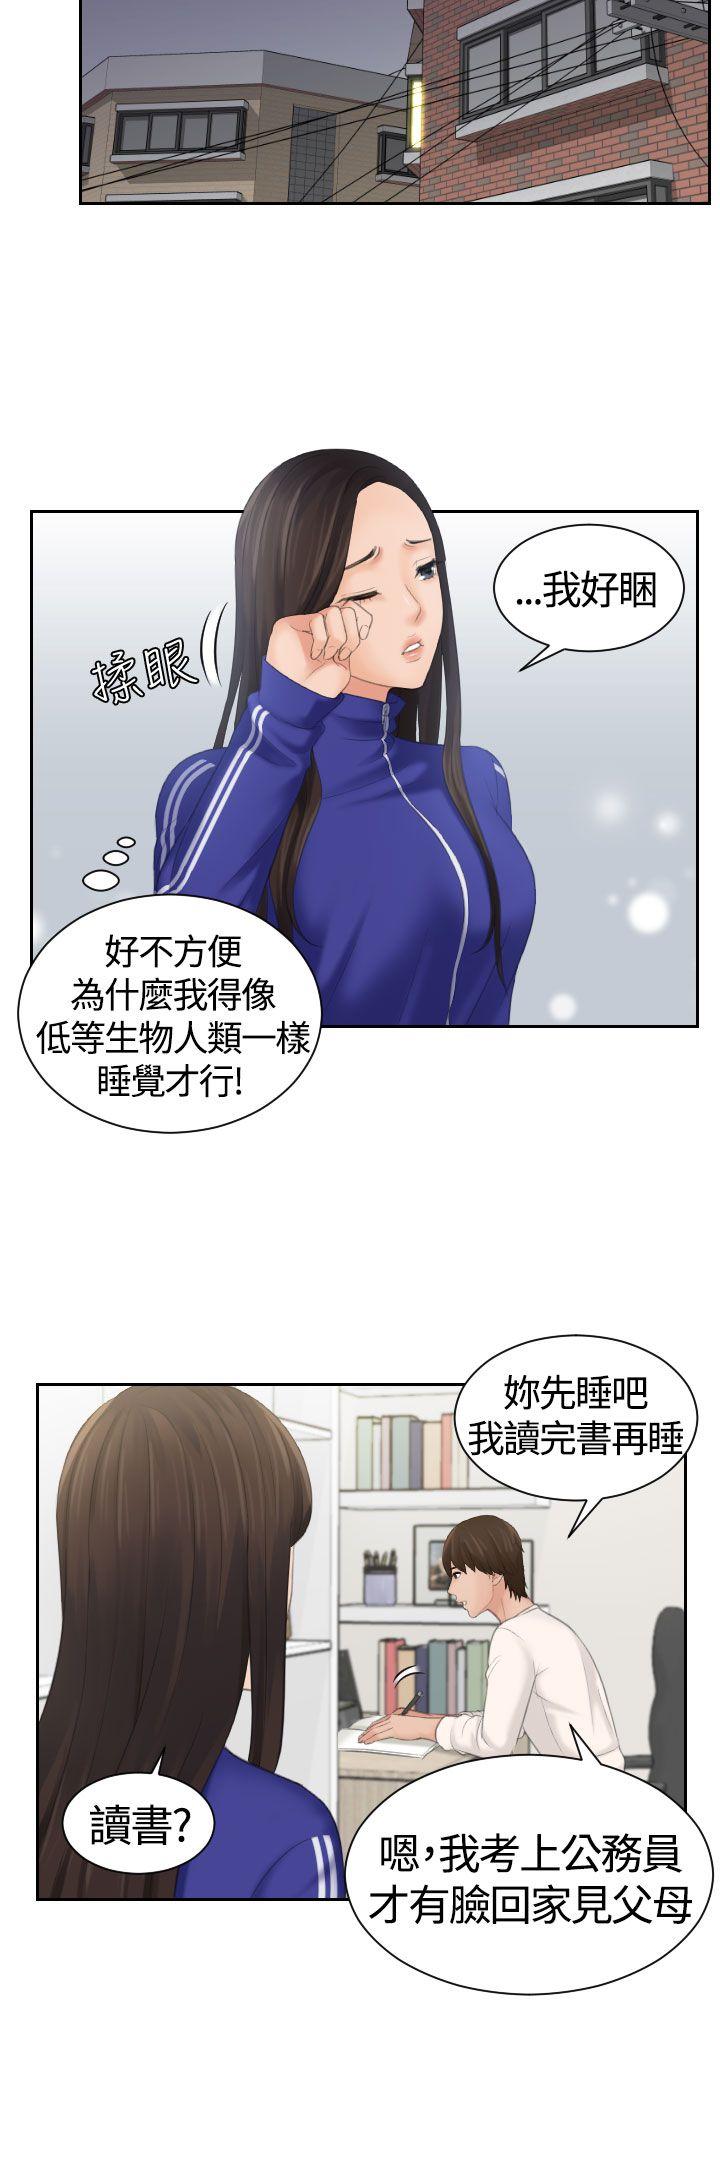 ...我好睏
揉眼
好不方便
為什麼我得像
低等生物人類一樣
睡覺才行!
妳先睡吧
我讀完書再睡
讀書?
嗯，我考上公務員
才有臉回家見父母